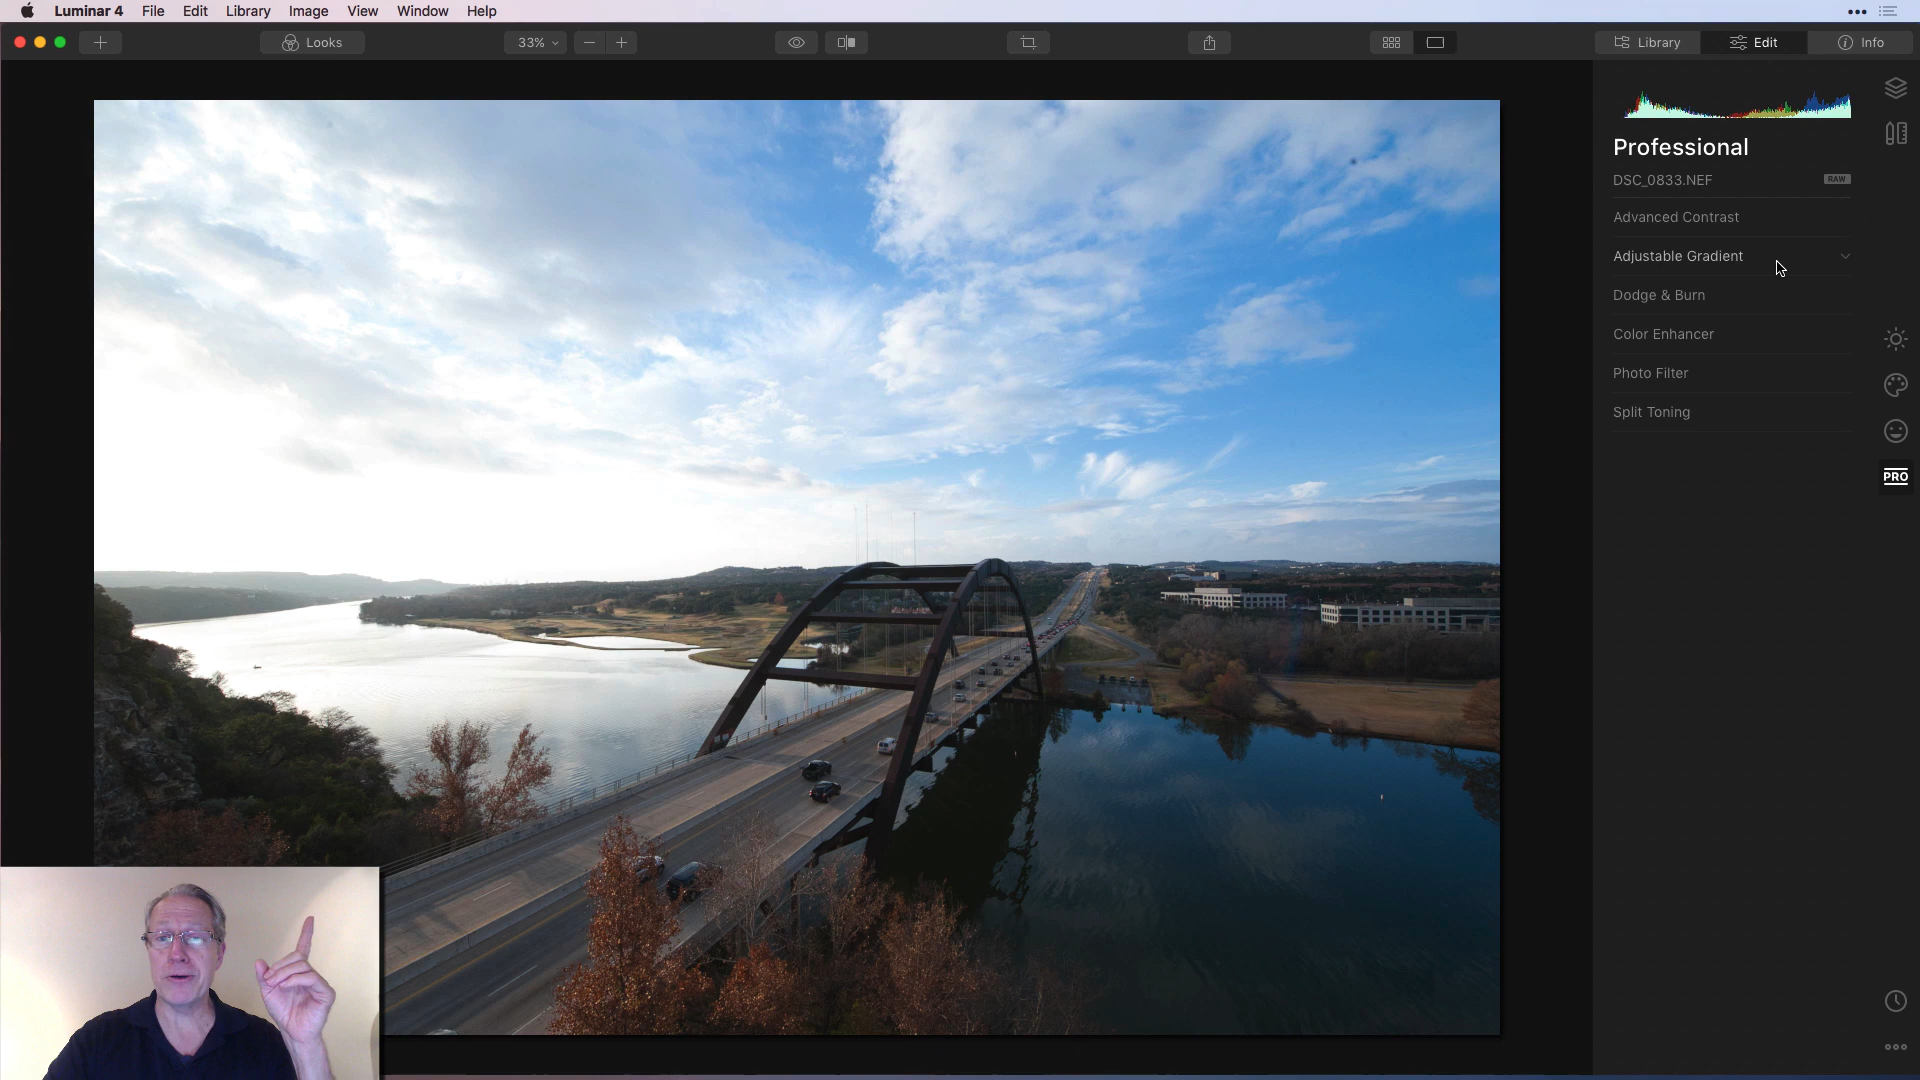 Luminar 4 File Edit Library Image View Window Help
Looks 33% Library Edit Info
Professional
DSC_0833.NEF RAW
Advanced Contrast
Adjustable Gradient
Dodge & Burn
Color Enhancer
Photo Filter
Split Toning
PRO